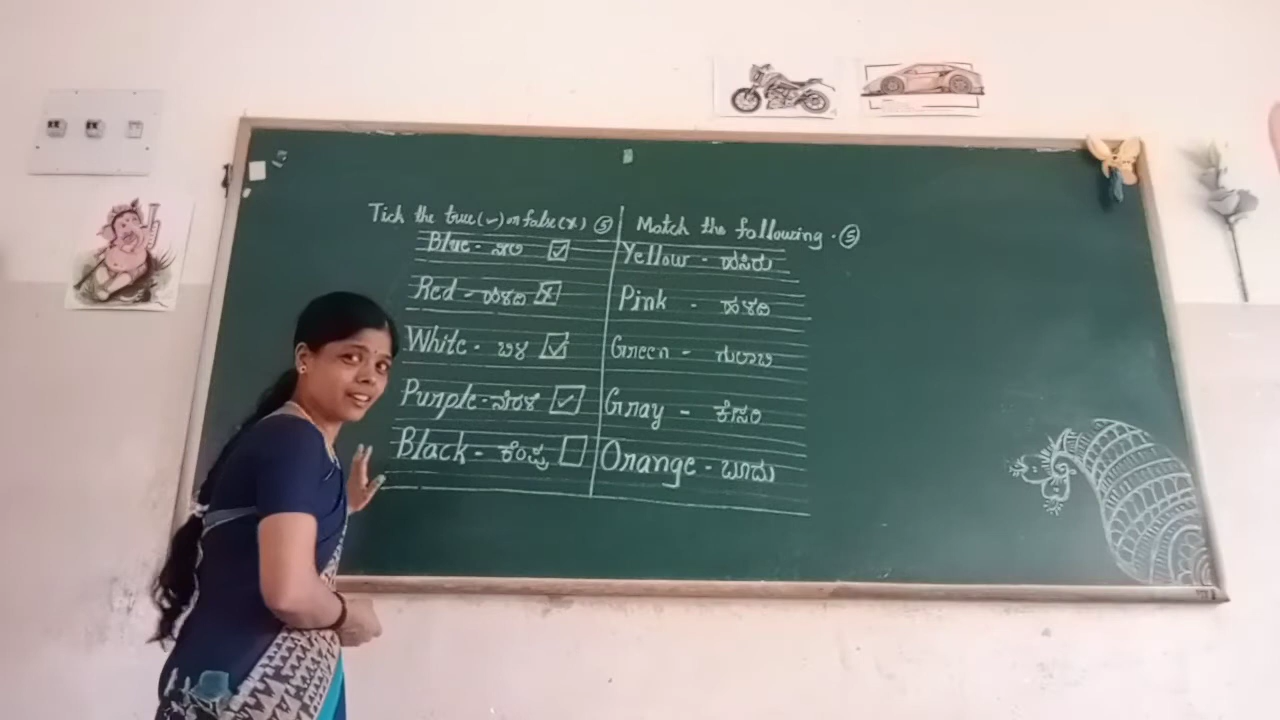 Tick the true (✓) or false (x) ⑤
Blue - ನೀಲಿ ☑
Red - ಹಳದಿ ☒
White - ಬಿಳಿ ☑
Purple - ನೇರಳೆ ☑
Black - ಕೆಂಪು ☐
Match the following. ⑤
Yellow - ಹಸಿರು
Pink - ಹಳದಿ
Green - ಗುಲಾಬಿ
Gray - ಕೇಸರಿ
Orange - ಬೂದು